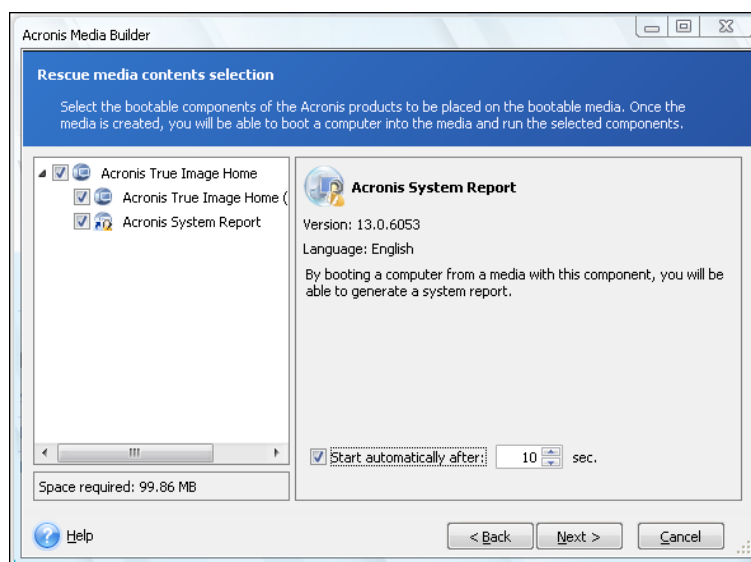 Acronis Media Builder
Rescue media contents selection
Select the bootable components of the Acronis products to be placed on the bootable media. Once the
media is created, you will be able to boot a computer into the media and run the selected components.
Acronis True Image Home
Acronis True Image Home (
Acronis System Report
Space required: 99.86 MB
Acronis System Report
Version: 13.0.6053
Language: English
By booting a computer from a media with this component, you will be
able to generate a system report.
Start automatically after: 10 sec.
Help
< Back
Next >
Cancel